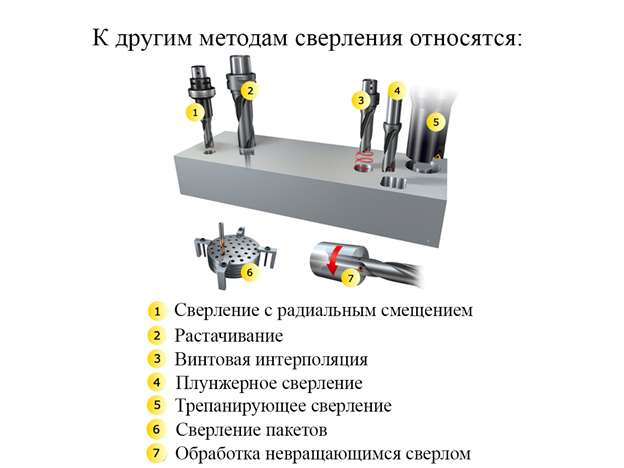 К другим методам сверления относятся:
1
2
3
4
5
6
7
1 Сверление с радиальным смещением
2 Растачивание
3 Винтовая интерполяция
4 Плунжерное сверление
5 Трепанирующее сверление
6 Сверление пакетов
7 Обработка невращающимся сверлом